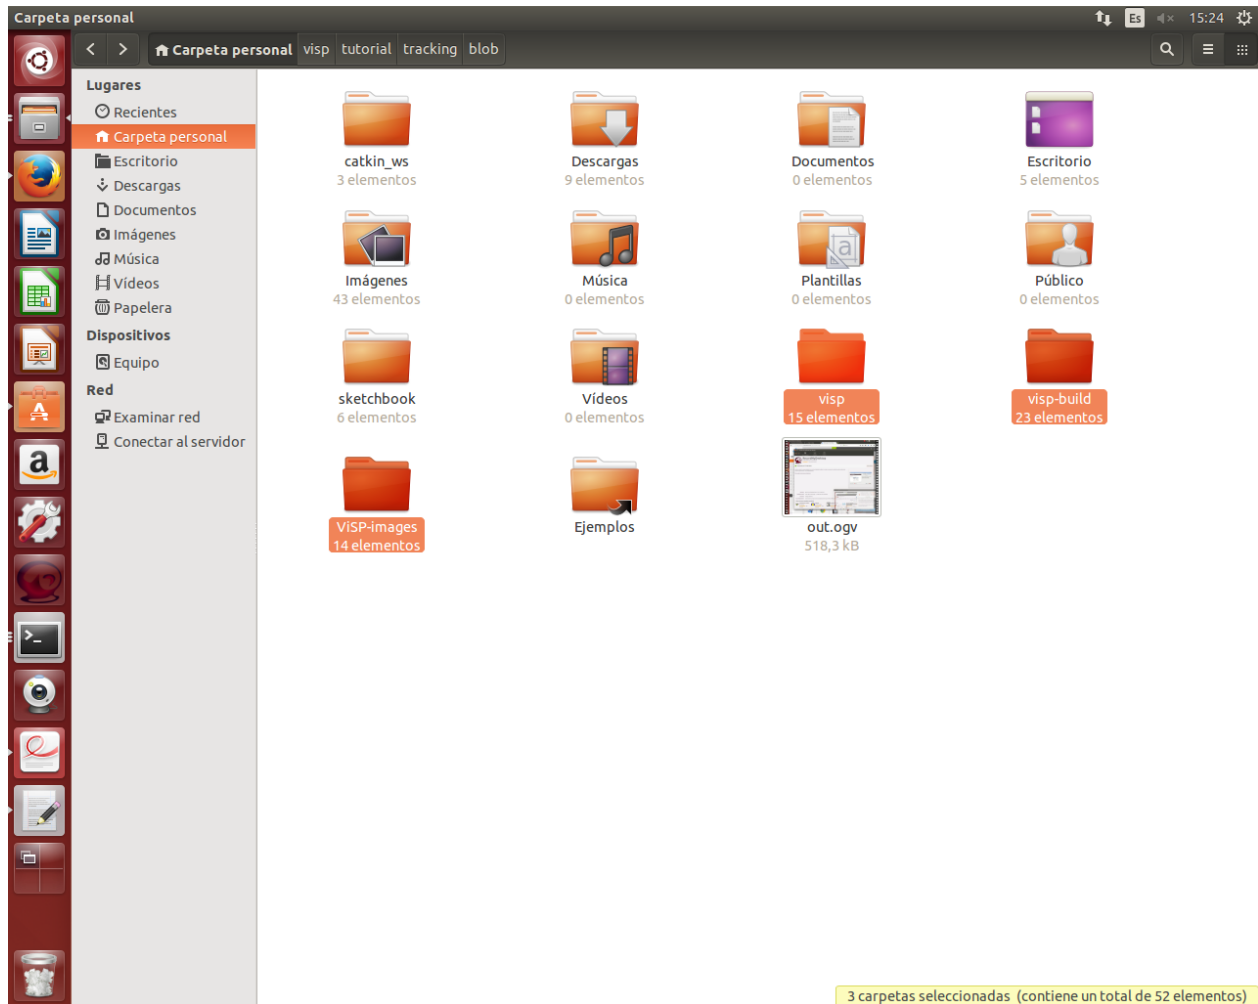 Carpeta personal
Es
15:24
Carpeta personal visp tutorial tracking blob
Lugares
Recientes
Carpeta personal
Escritorio
Descargas
Documentos
Imágenes
Música
Vídeos
Papelera
Dispositivos
Equipo
Red
Examinar red
Conectar al servidor
catkin_ws
3 elementos
Descargas
9 elementos
Documentos
0 elementos
Escritorio
5 elementos
Imágenes
43 elementos
Música
0 elementos
Plantillas
0 elementos
Público
0 elementos
sketchbook
6 elementos
Vídeos
0 elementos
visp
15 elementos
visp-build
23 elementos
ViSP-images
14 elementos
Ejemplos
out.ogv
518,3 kB
3 carpetas seleccionadas (contiene un total de 52 elementos)